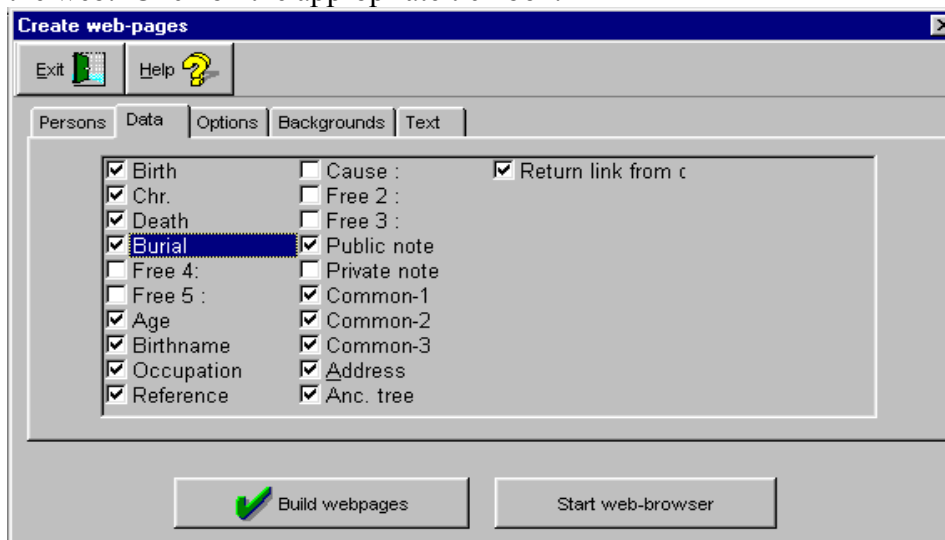 Create web-pages
Exit Help
Persons Data Options Backgrounds Text
Birth Cause : Return link from
Chr. Free 2 :
Death Free 3 :
Burial Public note
Free 4: Private note
Free 5 : Common-1
Age Common-2
Birthname Common-3
Occupation Address
Reference Anc. tree
Build webpages Start web-browser